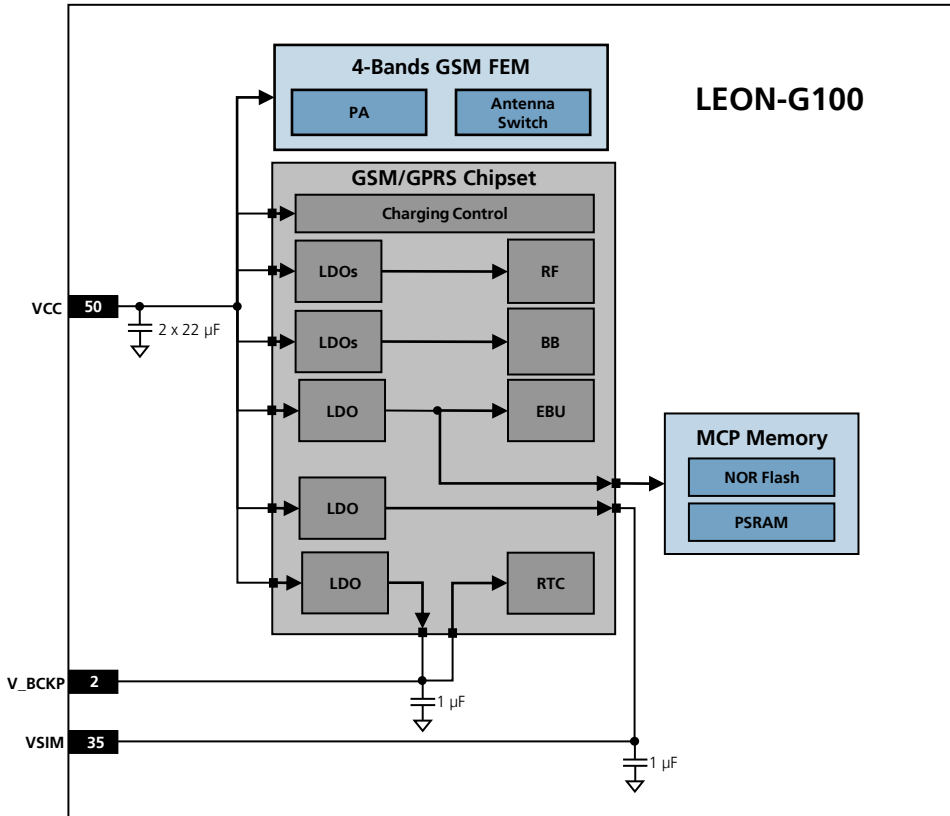 4-Bands GSM FEM
LEON-G100
PA
Antenna
Switch
GSM/GPRS Chipset
Charging Control
LDOs
RF
VCC
50
2 x 22 µF
LDOs
BB
LDO
EBU
MCP Memory
NOR Flash
PSRAM
LDO
LDO
RTC
V_BCKP
2
1 µF
VSIM
35
1 µF